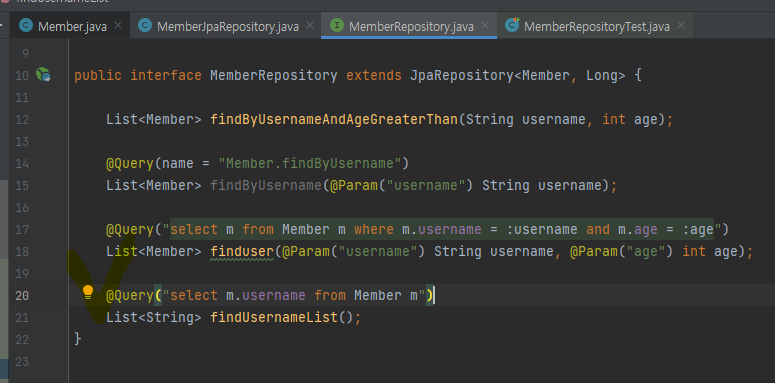 Member.java
MemberJpaRepository.java
MemberRepository.java
MemberRepositoryTest.java
9
10 public interface MemberRepository extends JpaRepository<Member, Long> {
11
12 List<Member> findByUsernameAndAgeGreaterThan(String username, int age);
13
14 @Query(name = "Member.findByUsername")
15 List<Member> findByUsername(@Param("username") String username);
16
17 @Query("select m from Member m where m.username = :username and m.age = :age")
18 List<Member> finduser(@Param("username") String username, @Param("age") int age);
19
20 @Query("select m.username from Member m")
21 List<String> findUsernameList();
22 }
23